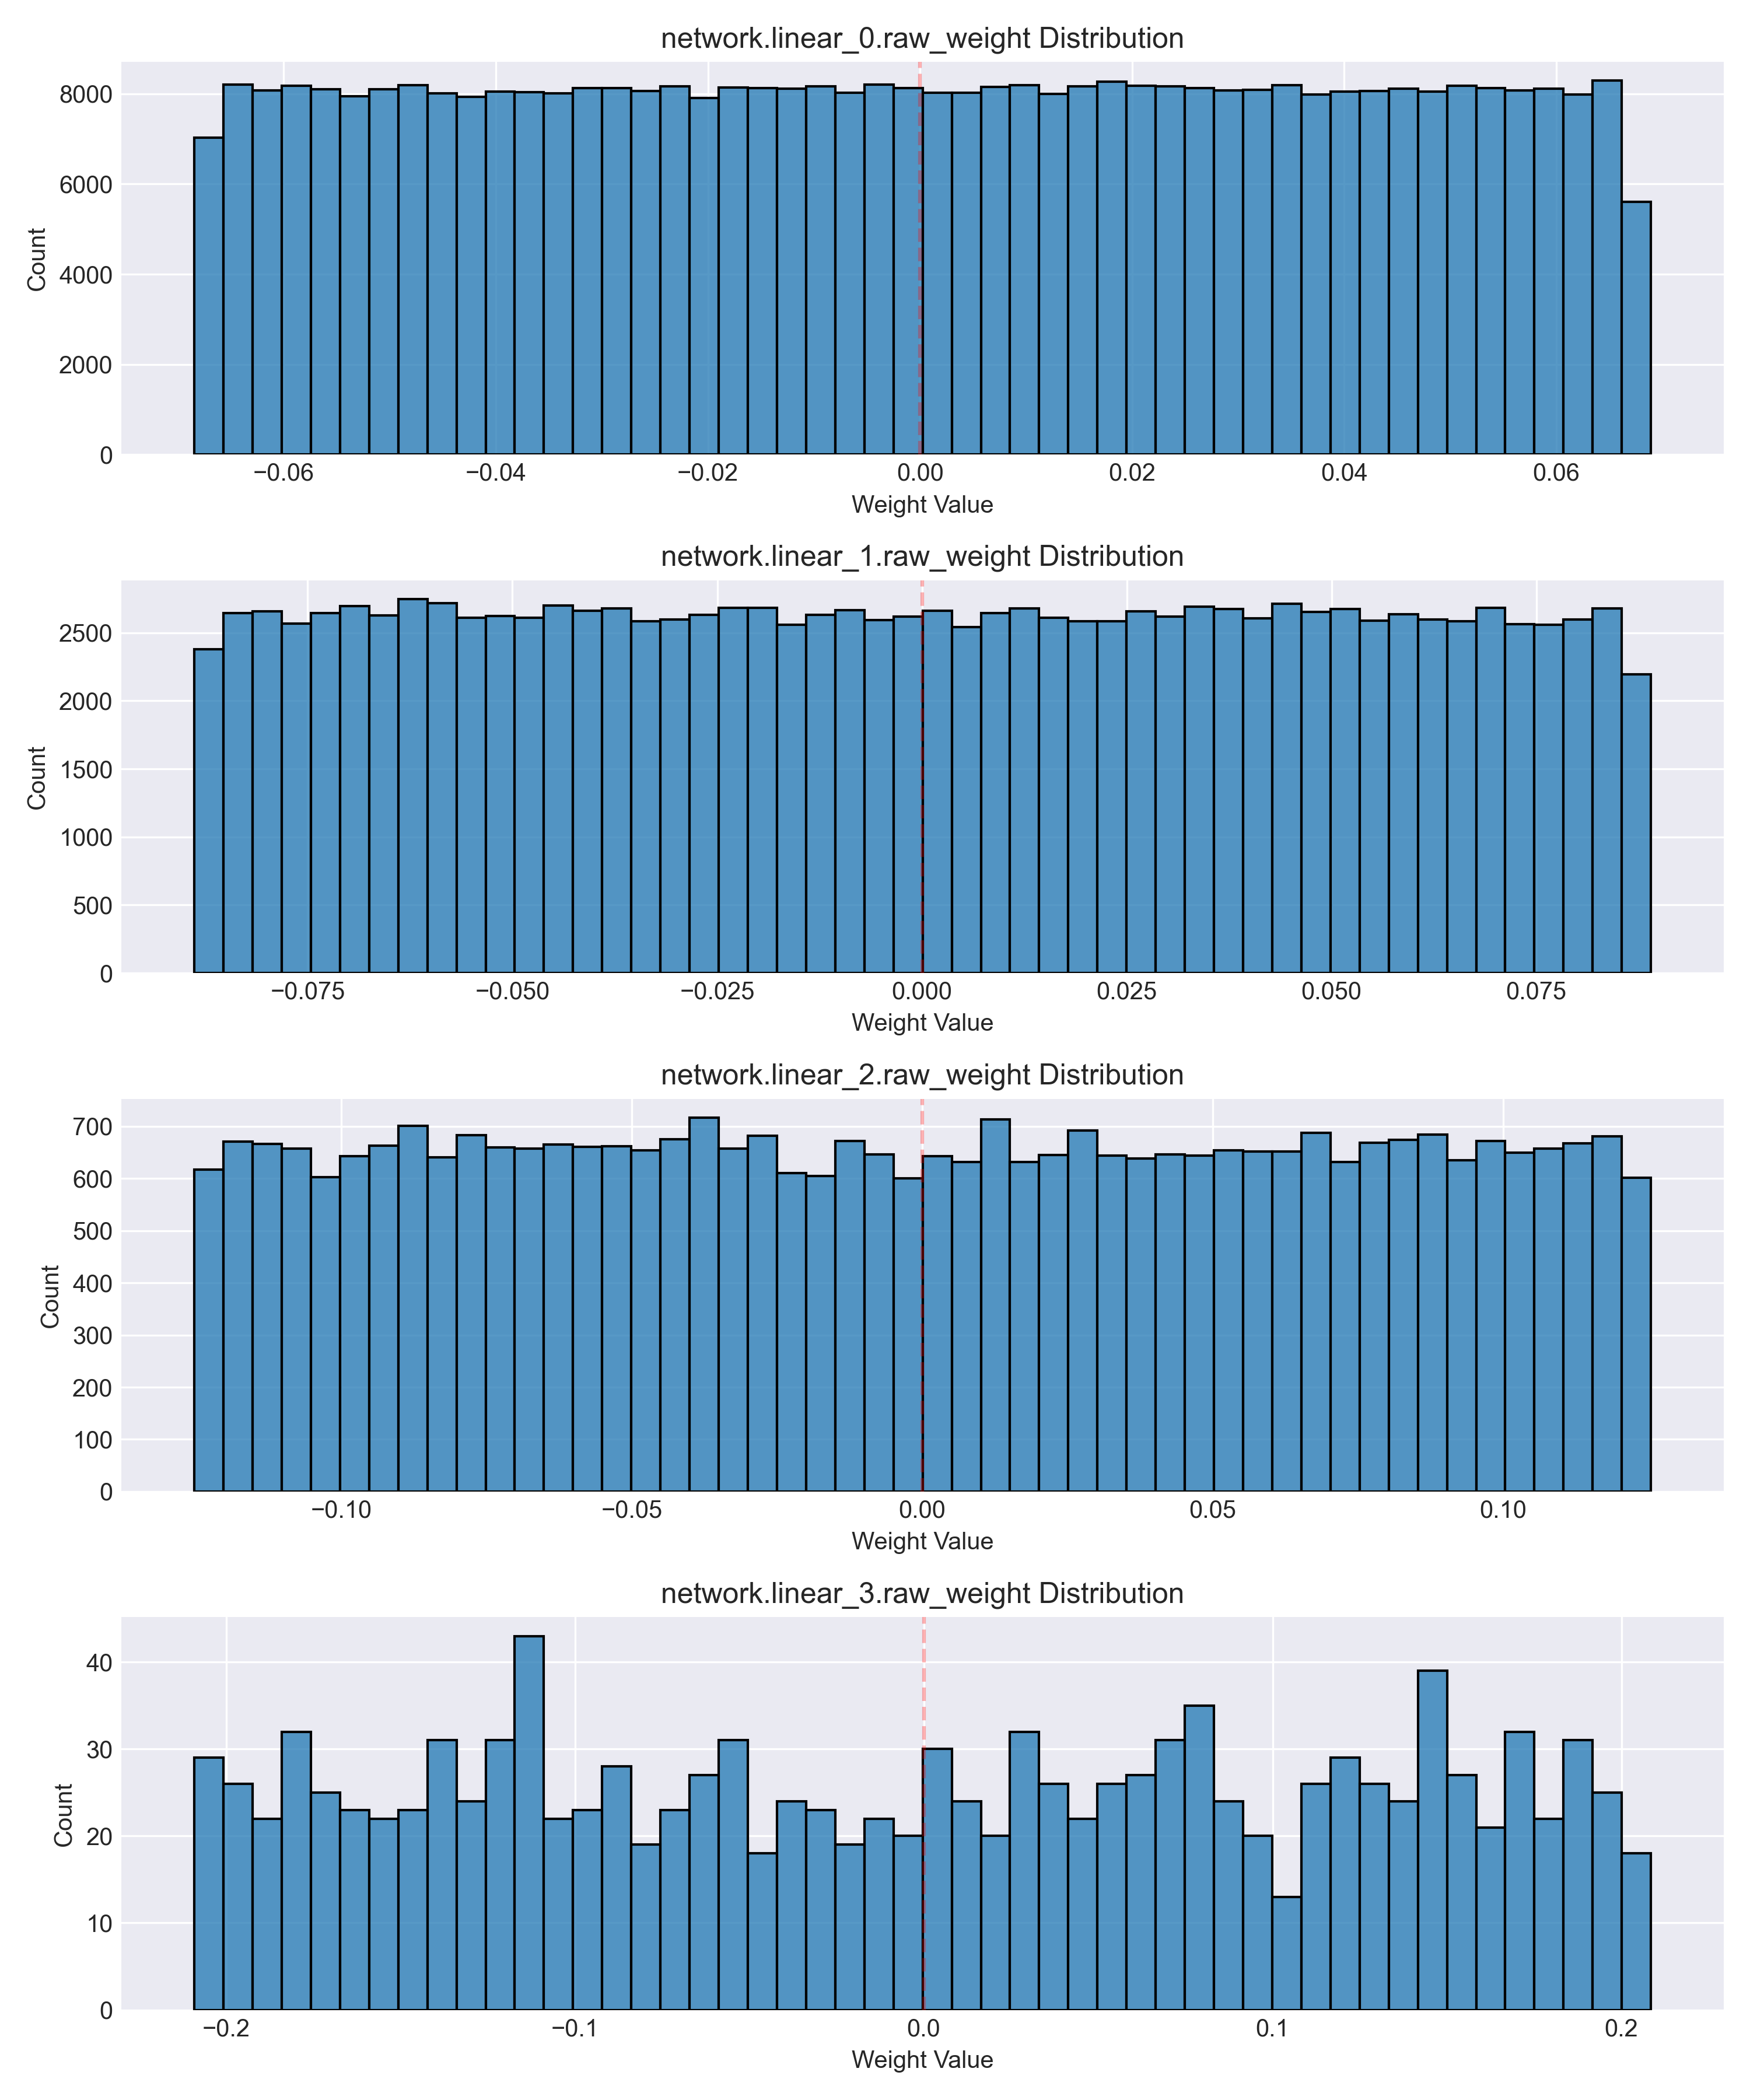 network.linear_0.raw_weight Distribution
8000
6000
4000
2000
0
Count
−0.06 −0.04 −0.02 0.00 0.02 0.04 0.06
Weight Value
network.linear_1.raw_weight Distribution
2500
2000
1500
1000
500
0
Count
−0.075 −0.050 −0.025 0.000 0.025 0.050 0.075
Weight Value
network.linear_2.raw_weight Distribution
700
600
500
400
300
200
100
0
Count
−0.10 −0.05 0.00 0.05 0.10
Weight Value
network.linear_3.raw_weight Distribution
40
30
20
10
0
Count
−0.2 −0.1 0.0 0.1 0.2
Weight Value